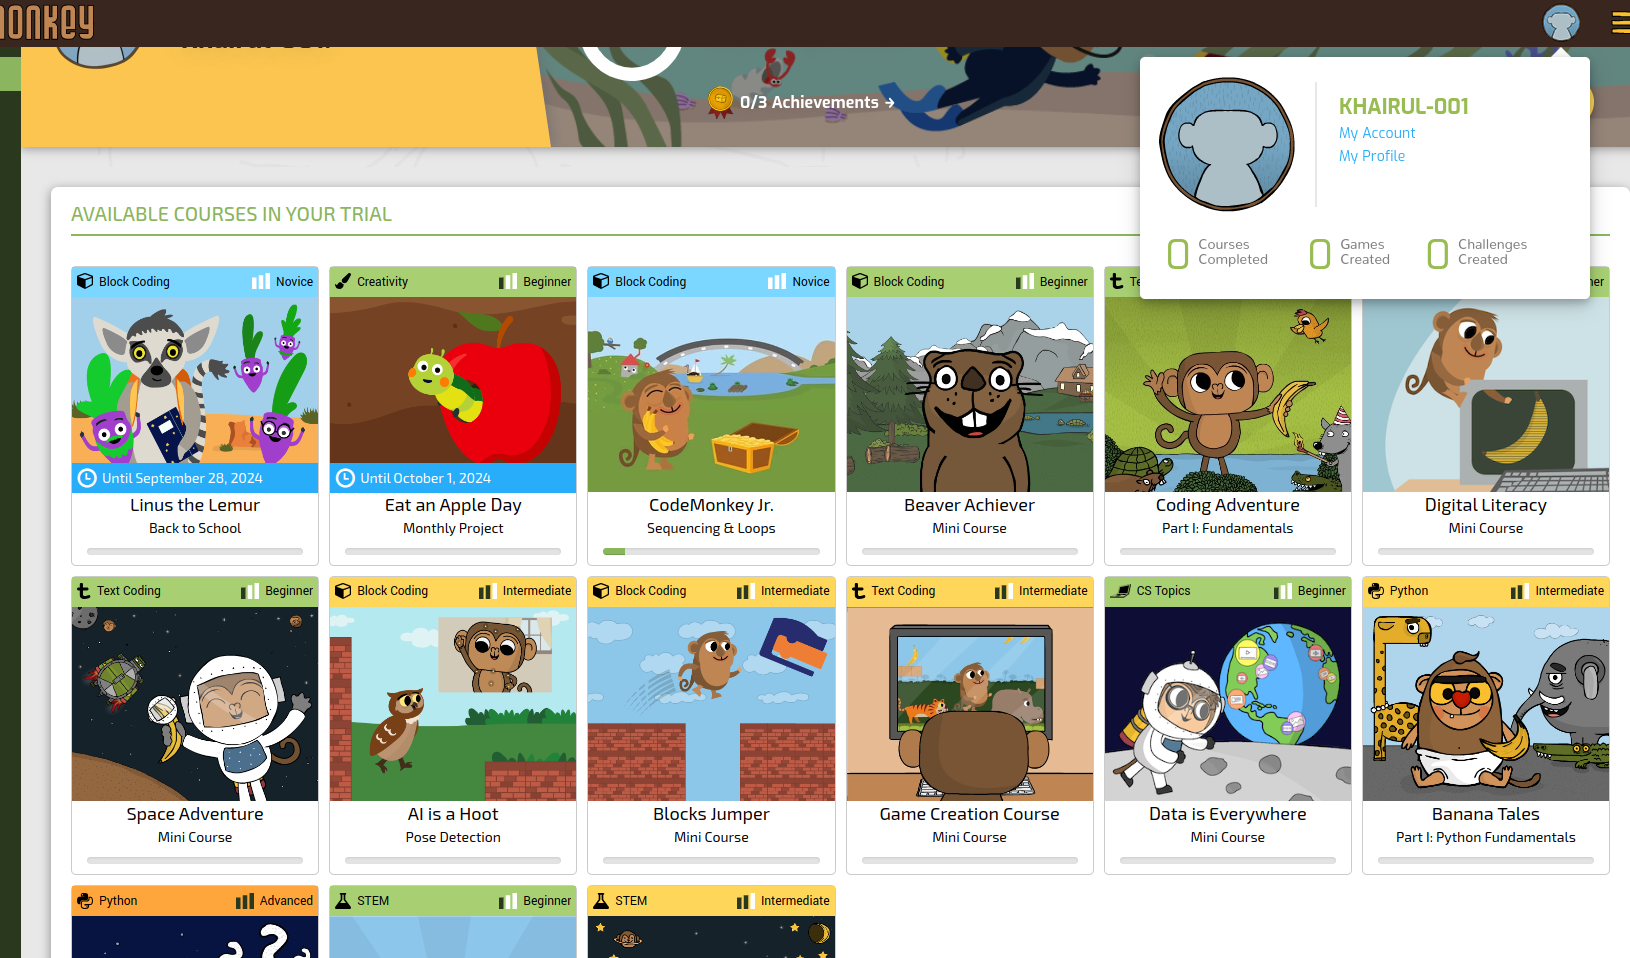 monkey
0/3 Achievements →
KHAIRUL-001
My Account
My Profile
0 Courses Completed
0 Games Created
0 Challenges Created
AVAILABLE COURSES IN YOUR TRIAL
Block Coding Novice
Until September 28, 2024
Linus the Lemur
Back to School
Creativity Beginner
Until October 1, 2024
Eat an Apple Day
Monthly Project
Block Coding Novice
CodeMonkey Jr.
Sequencing & Loops
Block Coding Beginner
Beaver Achiever
Mini Course
Coding Adventure
Part I: Fundamentals
Digital Literacy
Mini Course
Text Coding Beginner
Space Adventure
Mini Course
Block Coding Intermediate
AI is a Hoot
Pose Detection
Block Coding Intermediate
Blocks Jumper
Mini Course
Text Coding Intermediate
Game Creation Course
Mini Course
CS Topics Beginner
Data is Everywhere
Mini Course
Python Intermediate
Banana Tales
Part I: Python Fundamentals
Python Advanced
STEM Beginner
STEM Intermediate